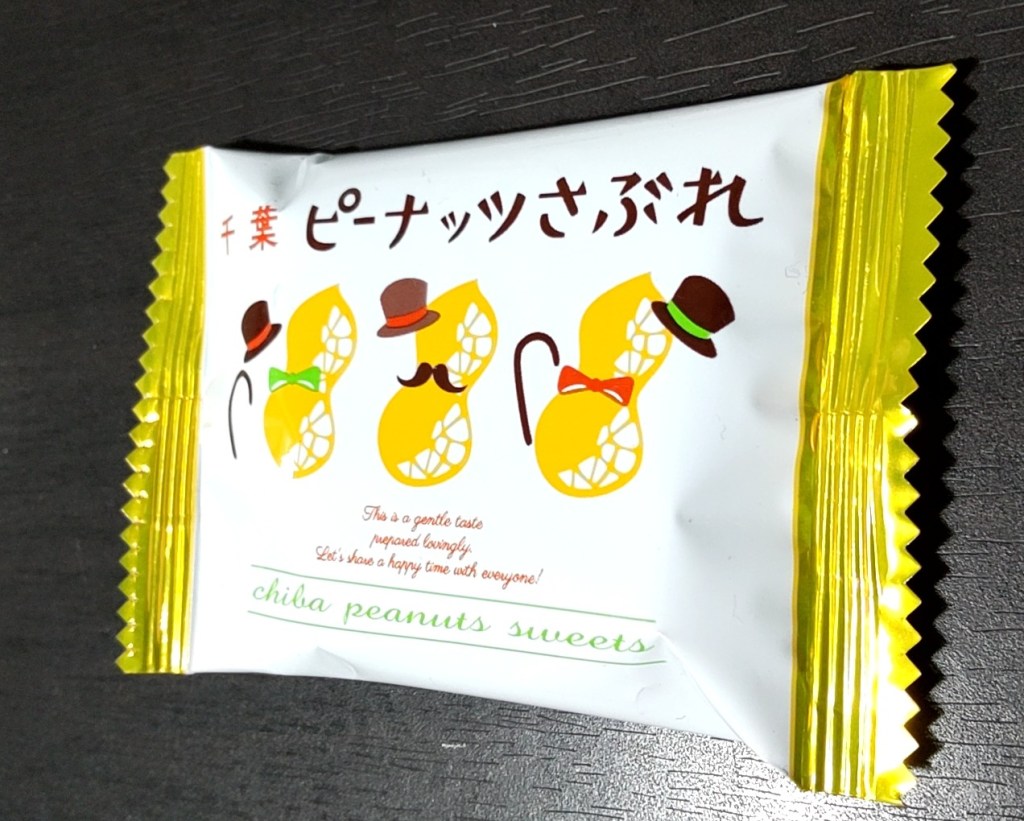 千葉 ピーナッツさぶれ
This is a gentle taste
prepared lovingly.
Let's share a happy time with everyone!
chiba peanuts sweets